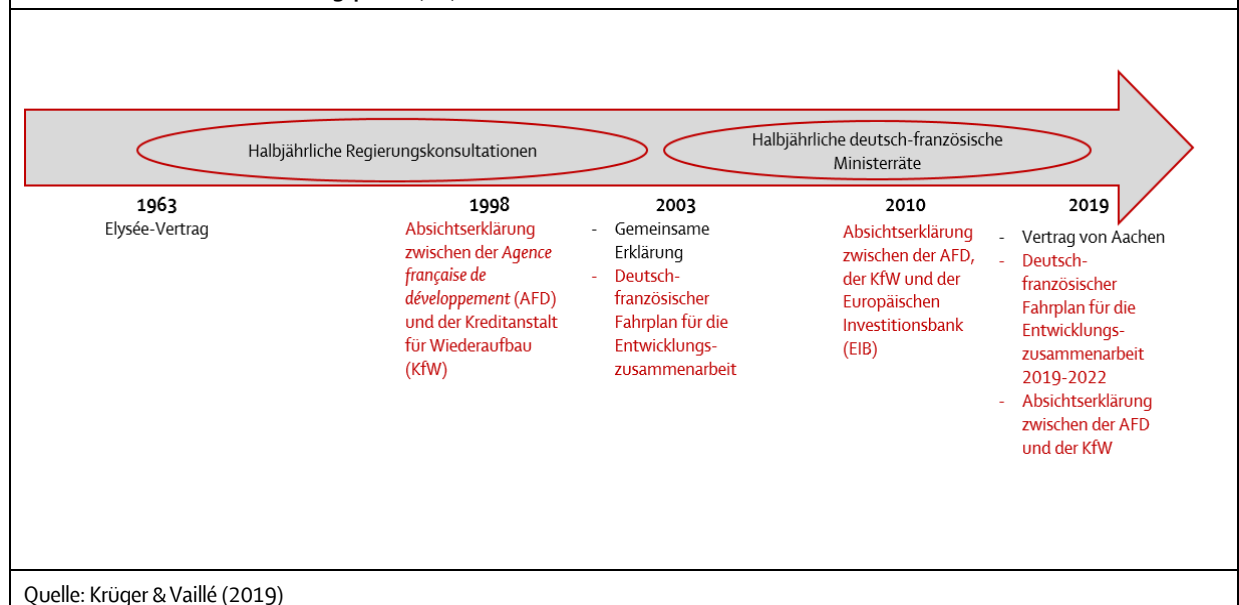 Halbjährliche Regierungskonsultationen
Halbjährliche deutsch-französische
Ministerräte
1963
Elysée-Vertrag
1998
Absichtserklärung
zwischen der Agence
française de
développement (AFD)
und der Kreditanstalt
für Wiederaufbau
(KfW)
2003
- Gemeinsame
Erklärung
- Deutsch-
französischer
Fahrplan für die
Entwicklungs-
zusammenarbeit
2010
Absichtserklärung
zwischen der AFD,
der KfW und der
Europäischen
Investitionsbank
(EIB)
2019
- Vertrag von Aachen
- Deutsch-
französischer
Fahrplan für die
Entwicklungs-
zusammenarbeit
2019-2022
- Absichtserklärung
zwischen der AFD
und der KfW
Quelle: Krüger & Vaillé (2019)